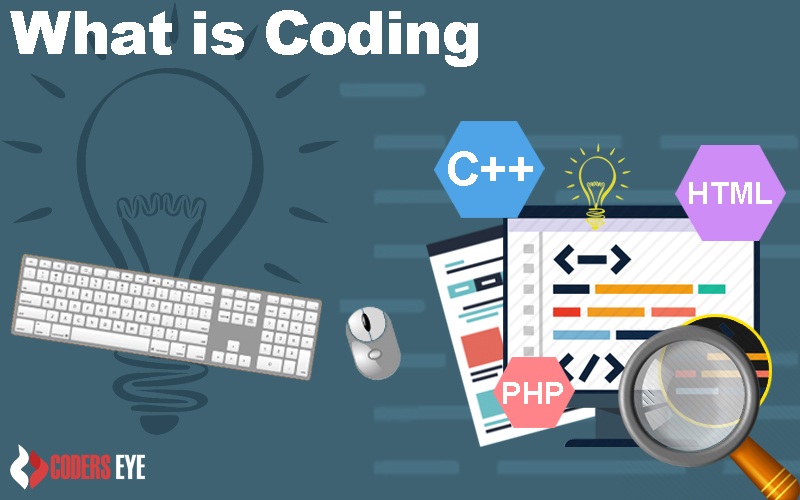 What is Coding
C++
HTML
<-->
</>
PHP
CODERS EYE